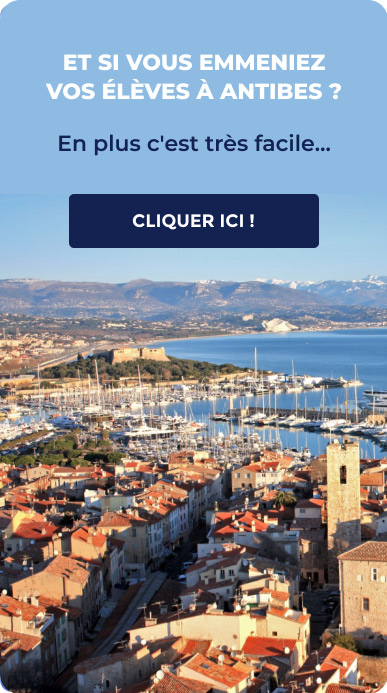 ET SI VOUS EMMENIEZ
VOS ÉLÈVES À ANTIBES ?
En plus c'est très facile...
CLIQUER ICI !